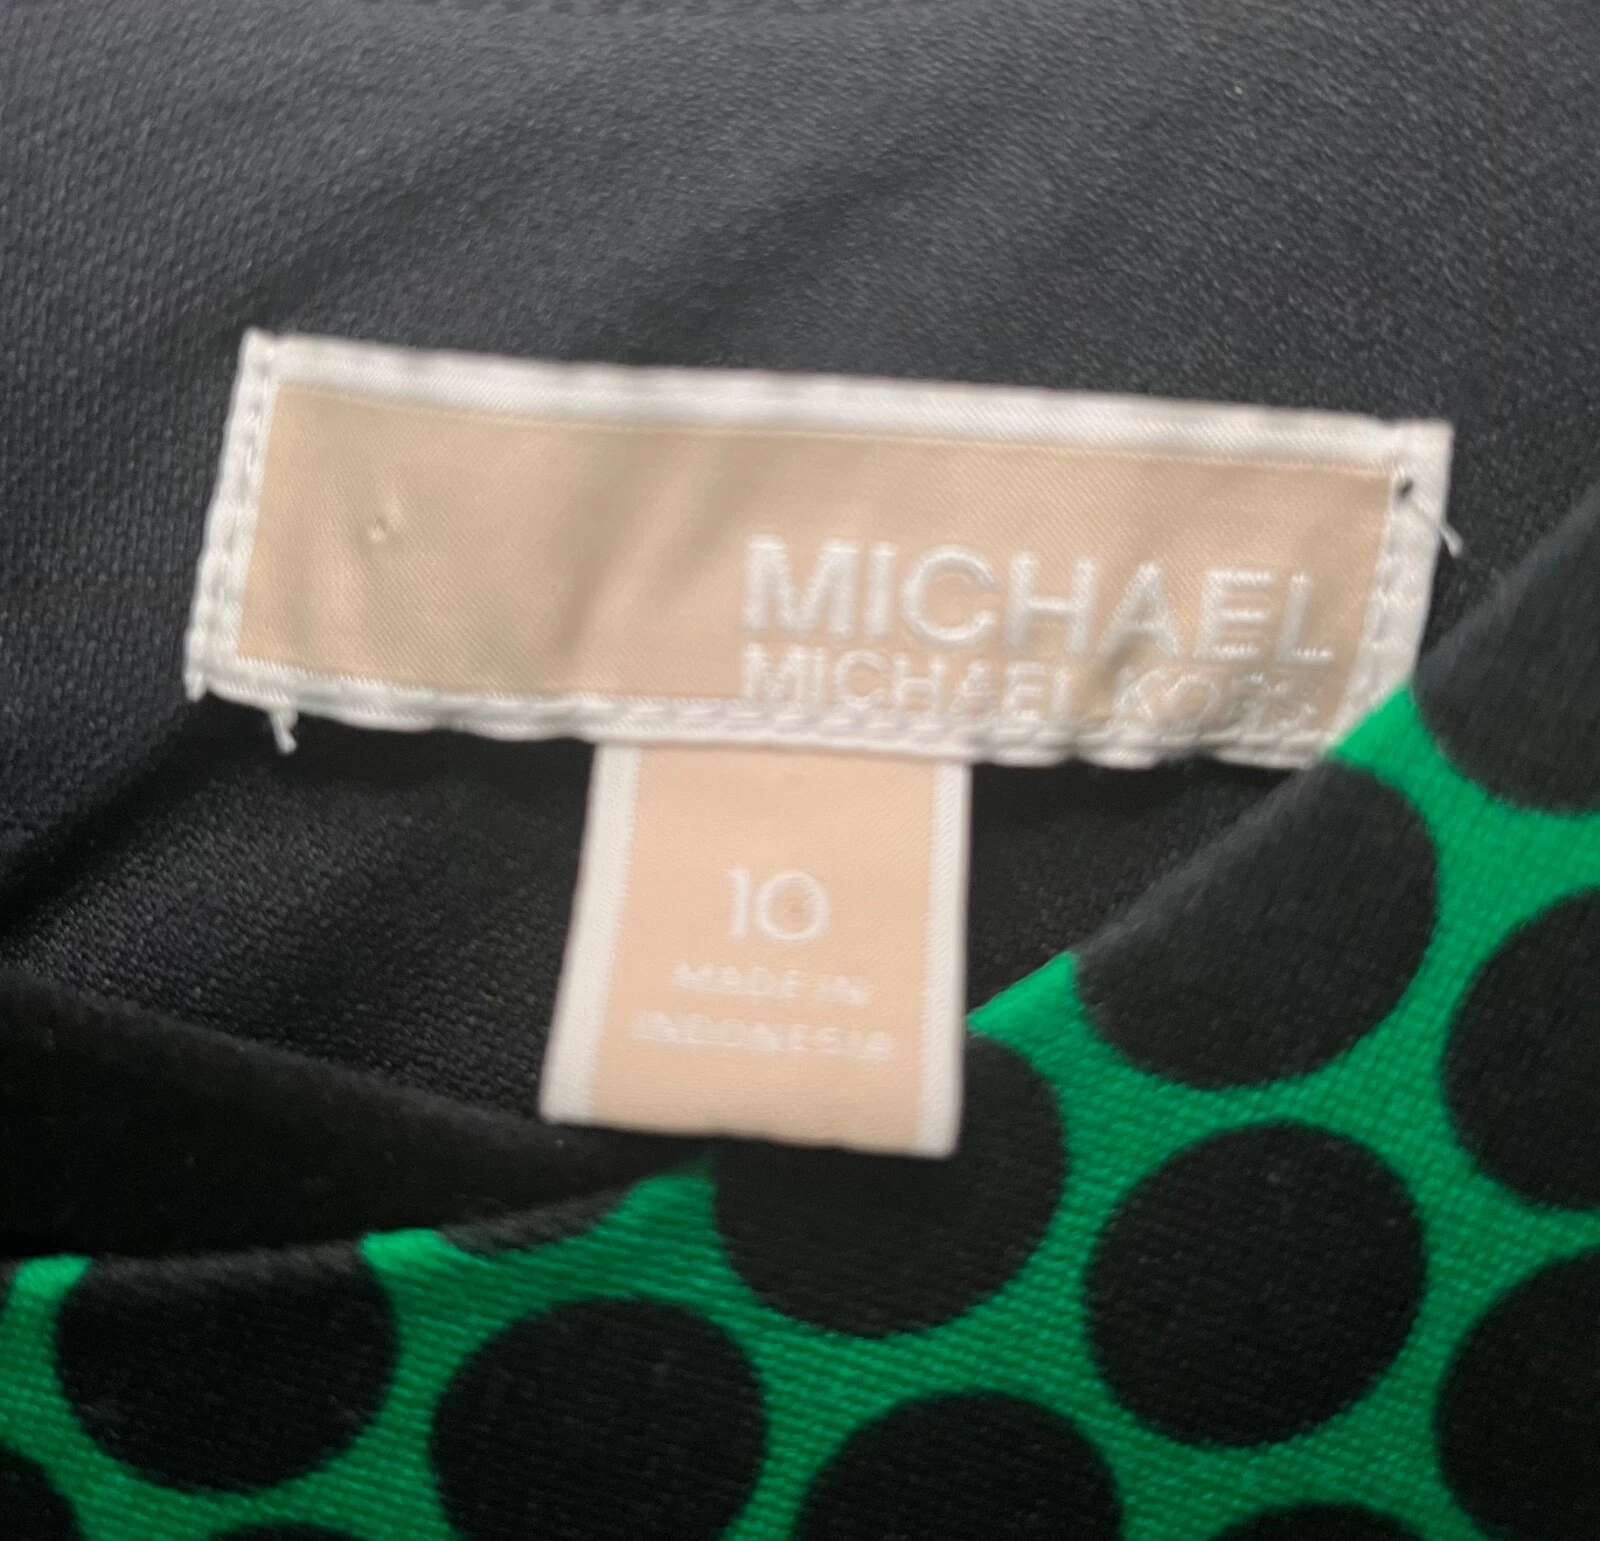 MICHAEL
MICHAEL KORS
10
MADE IN
INDONESIA